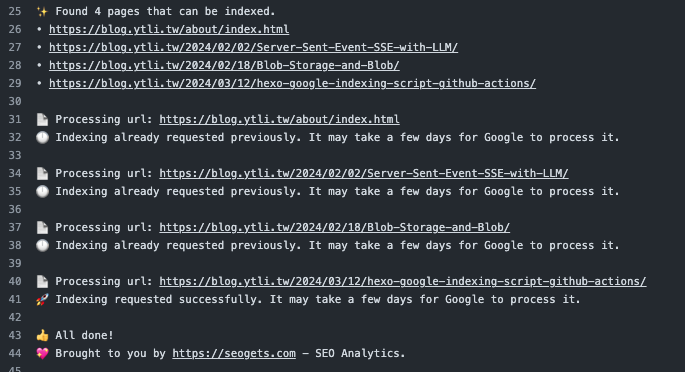 25 ✨ Found 4 pages that can be indexed.
26 • https://blog.ytli.tw/about/index.html
27 • https://blog.ytli.tw/2024/02/02/Server-Sent-Event-SSE-with-LLM/
28 • https://blog.ytli.tw/2024/02/18/Blob-Storage-and-Blob/
29 • https://blog.ytli.tw/2024/03/12/hexo-google-indexing-script-github-actions/
30
31 📄 Processing url: https://blog.ytli.tw/about/index.html
32 🕛 Indexing already requested previously. It may take a few days for Google to process it.
33
34 📄 Processing url: https://blog.ytli.tw/2024/02/02/Server-Sent-Event-SSE-with-LLM/
35 🕛 Indexing already requested previously. It may take a few days for Google to process it.
36
37 📄 Processing url: https://blog.ytli.tw/2024/02/18/Blob-Storage-and-Blob/
38 🕛 Indexing already requested previously. It may take a few days for Google to process it.
39
40 📄 Processing url: https://blog.ytli.tw/2024/03/12/hexo-google-indexing-script-github-actions/
41 🚀 Indexing requested successfully. It may take a few days for Google to process it.
42
43 👍 All done!
44 💖 Brought to you by https://seogets.com - SEO Analytics.
45